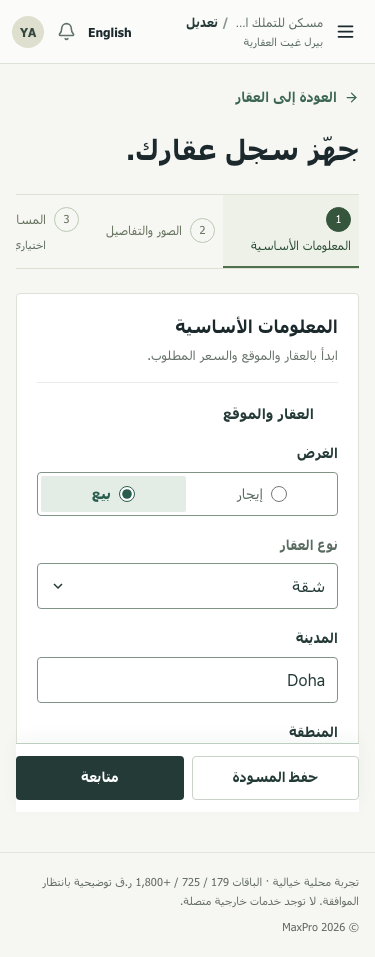 مسكن للتملك ا... / تعديل
بيرل غيت العقارية
English
YA
العودة إلى العقار
جهّز سجل عقارك.
1
المعلومات الأساسية
2 الصور والتفاصيل
3 المسا
اختياري
المعلومات الأساسية
ابدأ بالعقار والموقع والسعر المطلوب.
العقار والموقع
الغرض
إيجار
بيع
نوع العقار
شقة
المدينة
Doha
المنطقة
حفظ المسودة
متابعة
تجربة محلية خيالية · الباقات 179 / 725 / +1,800 ر.ق توضيحية بانتظار
الموافقة. لا توجد خدمات خارجية متصلة.
© 2026 MaxPro